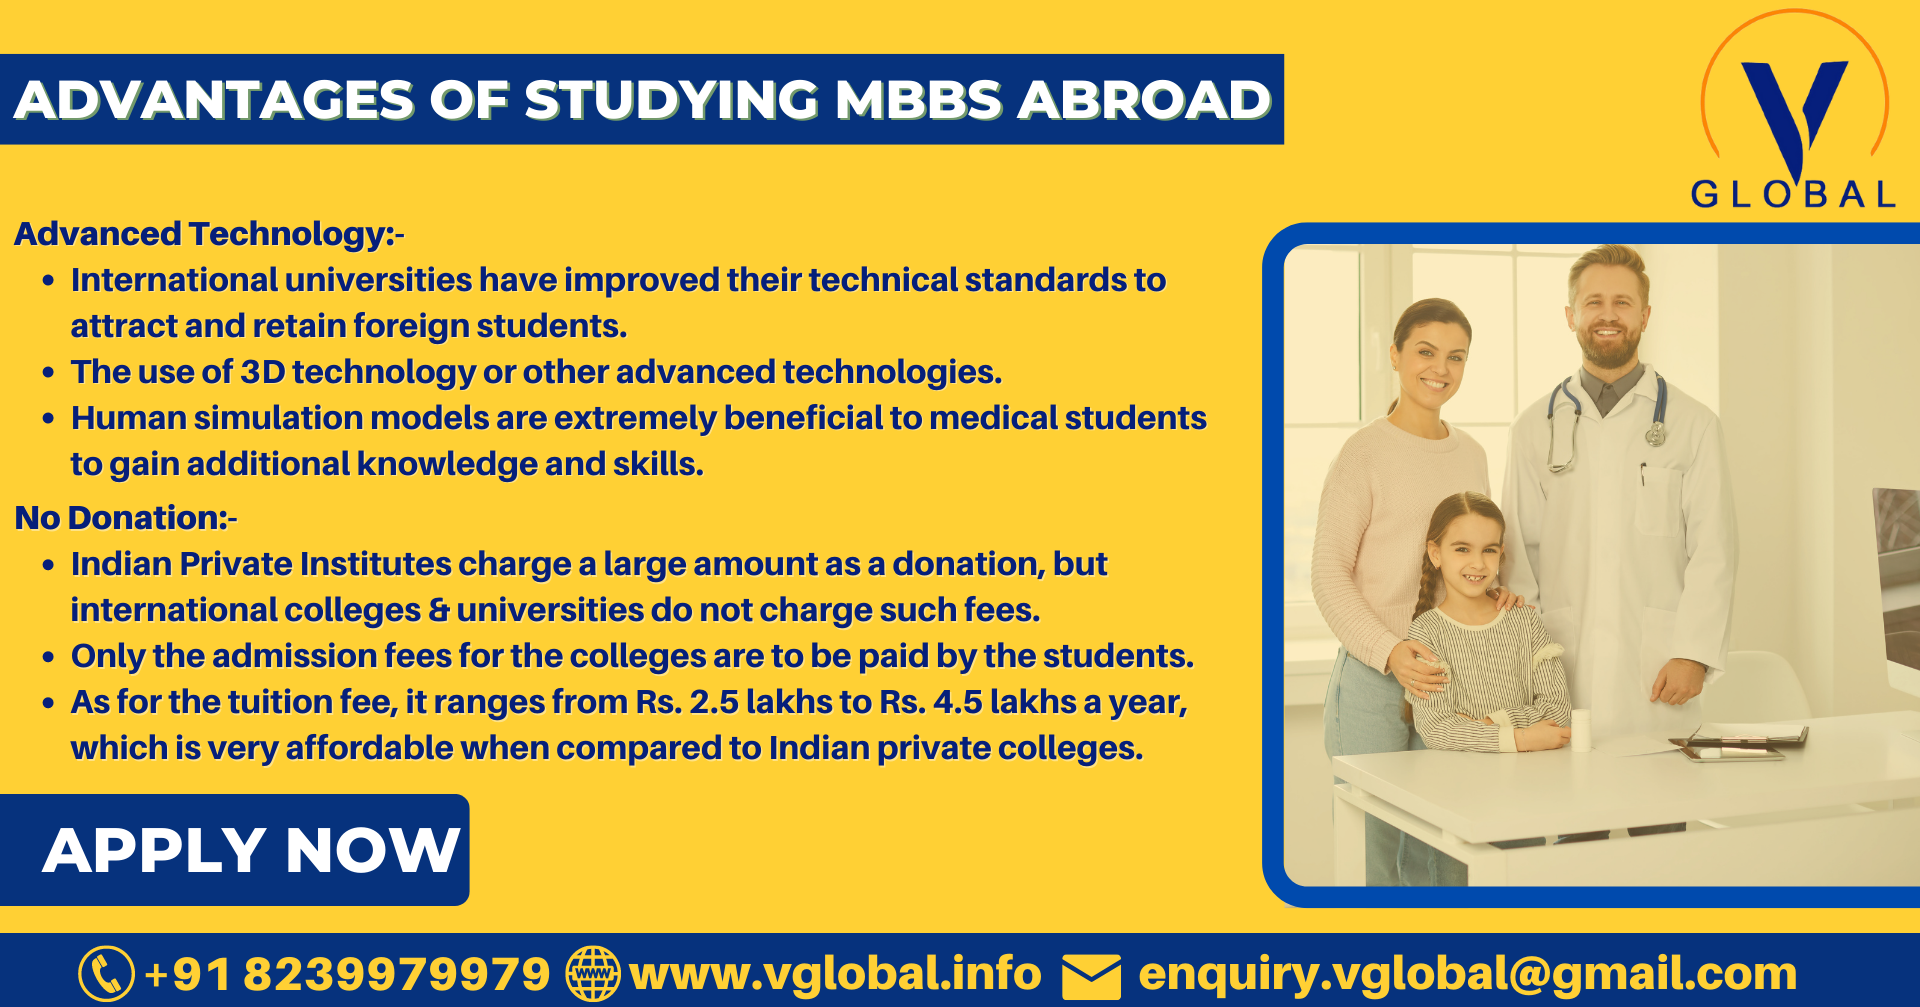 ADVANTAGES OF STUDYING MBBS ABROAD
V
GLOBAL
Advanced Technology:-
• International universities have improved their technical standards to
attract and retain foreign students.
• The use of 3D technology or other advanced technologies.
• Human simulation models are extremely beneficial to medical students
to gain additional knowledge and skills.
No Donation:-
• Indian Private Institutes charge a large amount as a donation, but
international colleges & universities do not charge such fees.
• Only the admission fees for the colleges are to be paid by the students.
• As for the tuition fee, it ranges from Rs. 2.5 lakhs to Rs. 4.5 lakhs a year,
which is very affordable when compared to Indian private colleges.
APPLY NOW
+91 8239979979 www www.vglobal.info enquiry.vglobal@gmail.com